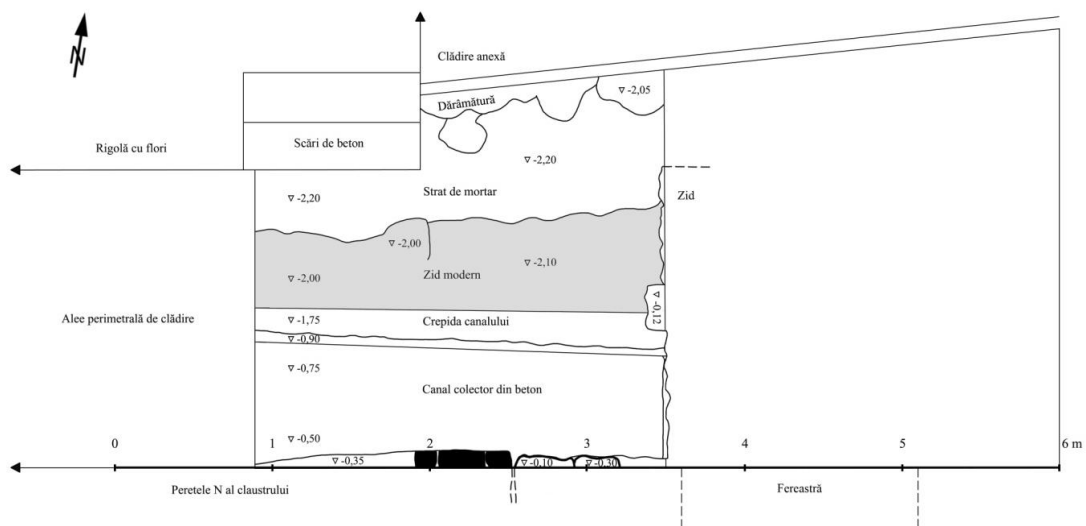 N
Clădire anexă
Dărâmătură
▽ -2,05
Rigolă cu flori
Scări de beton
▽ -2,20
▽ -2,20
Strat de mortar
Zid
▽ -2,00
▽ -2,10
▽ -2,00
Zid modern
▽ -0,12
Alee perimetrală de clădire
▽ -1,75
Crepida canalului
▽ -0,90
▽ -0,75
Canal colector din beton
▽ -0,50
0 1 2 3 4 5 6 m
▽ -0,35
▽ -0,10
▽ -0,30
Peretele N al claustrului
Fereastră